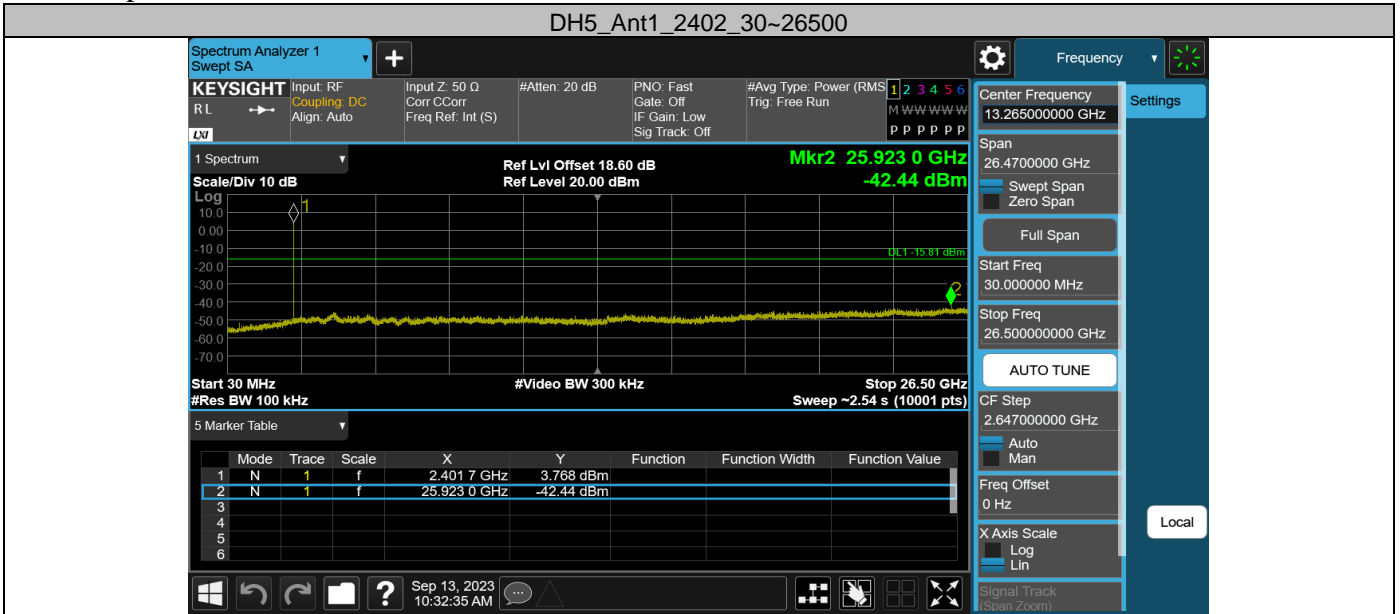 DH5_Ant1_2402_30~26500
Spectrum Analyzer 1
Swept SA
+
Frequency
KEYSIGHT
RL
LXI
Input: RF
Coupling: DC
Align: Auto
Input Z: 50 Ω
Corr CCorr
Freq Ref: Int (S)
#Atten: 20 dB
PNO: Fast
Gate: Off
IF Gain: Low
Sig Track: Off
#Avg Type: Power (RMS
Trig: Free Run
1 2 3 4 5 6
M W W W W W
P P P P P P
1 Spectrum
Scale/Div 10 dB
Ref Lvl Offset 18.60 dB
Ref Level 20.00 dBm
Mkr2 25.923 0 GHz
-42.44 dBm
Log
10.0
0.00
-10.0
-20.0
-30.0
-40.0
-50.0
-60.0
-70.0
1
DL1 -15.81 dBm
2
Start 30 MHz
#Video BW 300 kHz
Stop 26.50 GHz
#Res BW 100 kHz
Sweep ~2.54 s (10001 pts)
5 Marker Table
Mode Trace Scale X Y Function Function Width Function Value
1 N 1 f 2.401 7 GHz 3.768 dBm
2 N 1 f 25.923 0 GHz -42.44 dBm
3
4
5
6
Center Frequency
13.265000000 GHz
Settings
Span
26.4700000 GHz
Swept Span
Zero Span
Full Span
Start Freq
30.000000 MHz
Stop Freq
26.500000000 GHz
AUTO TUNE
CF Step
2.647000000 GHz
Auto
Man
Freq Offset
0 Hz
Local
X Axis Scale
Log
Lin
Signal Track
(Span Zoom)
?
Sep 13, 2023
10:32:35 AM